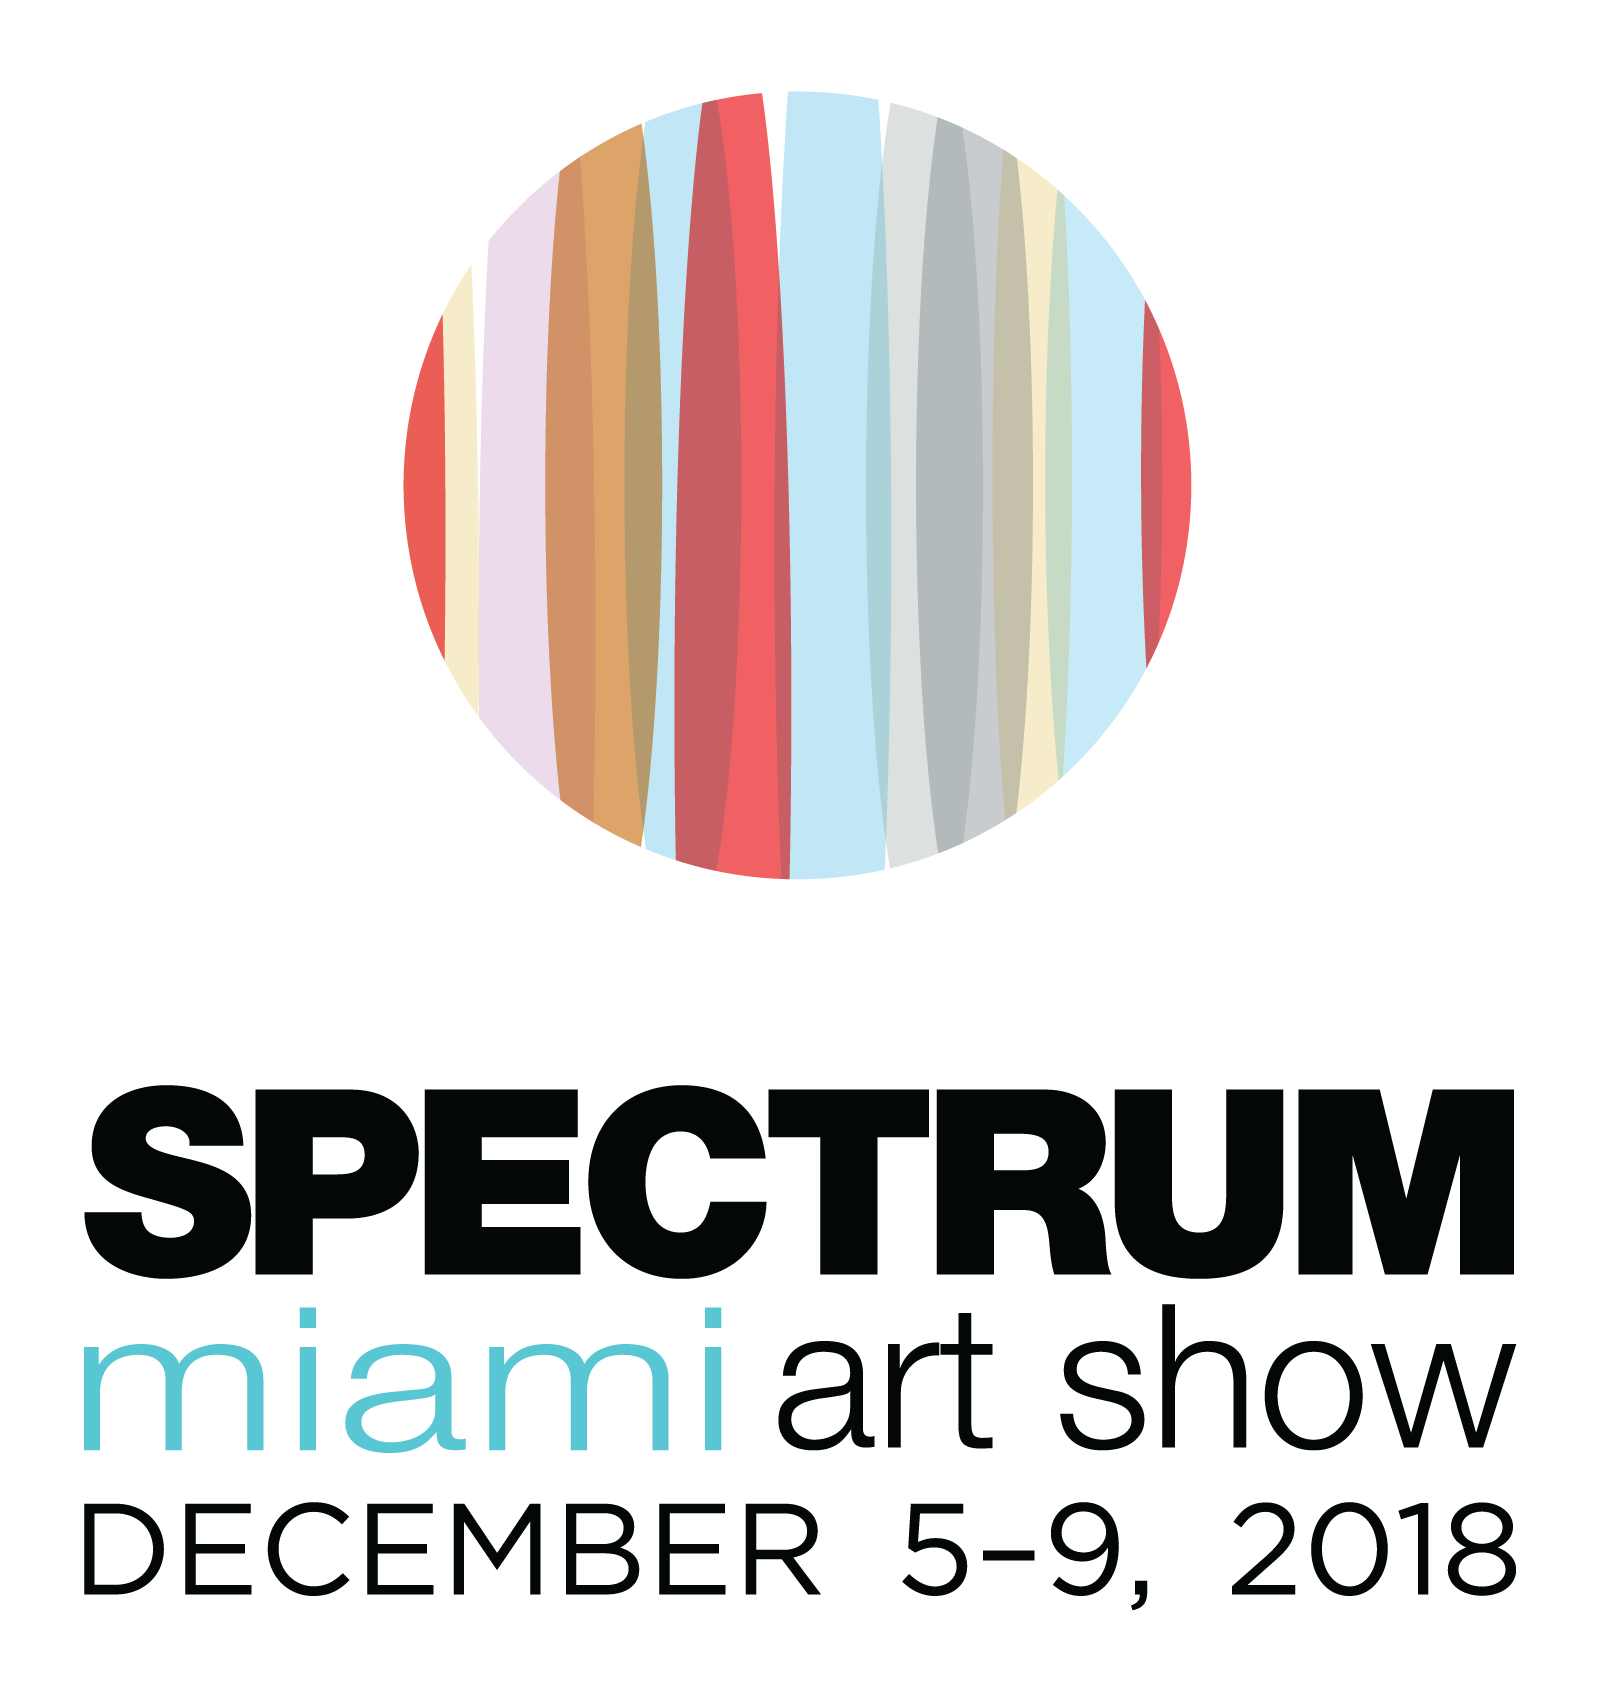 SPECTRUM
miami art show
DECEMBER 5–9, 2018